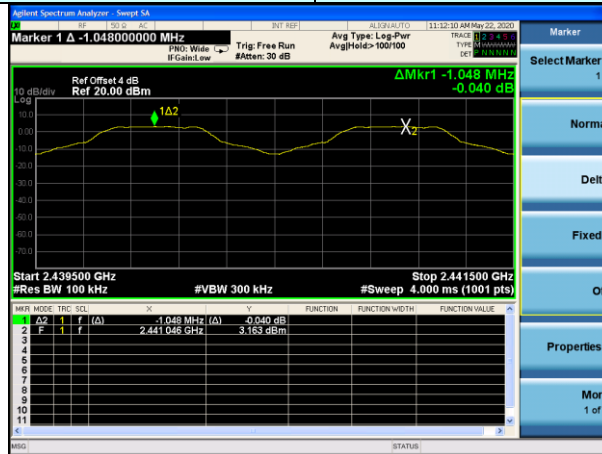 Agilent Spectrum Analyzer - Swept SA
RF 50 Ω AC INT REF ALIGNAUTO 11:12:10 AM May 22, 2020
Marker 1 Δ -1.048000000 MHz
PNO: Wide Trig: Free Run Avg Type: Log-Pwr TRACE 1 2 3 4 5 6
IFGain:Low #Atten: 30 dB Avg|Hold:>100/100 TYPE M
DET P N N N N N
Marker
Select Marker
1
Ref Offset 4 dB
10 dB/div Ref 20.00 dBm
Log
ΔMkr1 -1.048 MHz
-0.040 dB
10.0
0.00
-10.0
-20.0
-30.0
-40.0
-50.0
-60.0
-70.0
1Δ2
X2
Start 2.439500 GHz Stop 2.441500 GHz
#Res BW 100 kHz #VBW 300 kHz #Sweep 4.000 ms (1001 pts)
MKR MODE TRC SCL X Y FUNCTION FUNCTION WIDTH FUNCTION VALUE
1 Δ2 1 f (Δ) -1.048 MHz (Δ) -0.040 dB
2 F 1 f 2.441 046 GHz 3.163 dBm
3
4
5
6
7
8
9
10
11
Norma
Delt
Fixed
O
Properties
Mor
1 of
MSG STATUS